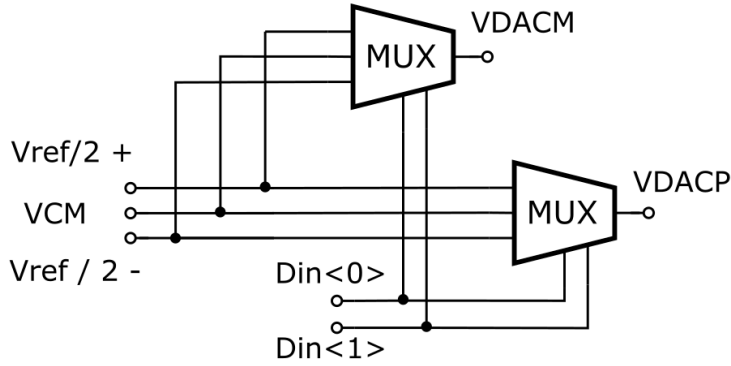 VDACM
MUX
Vref/2 +
VDACP
VCM
MUX
Vref / 2 -
Din<0>
Din<1>